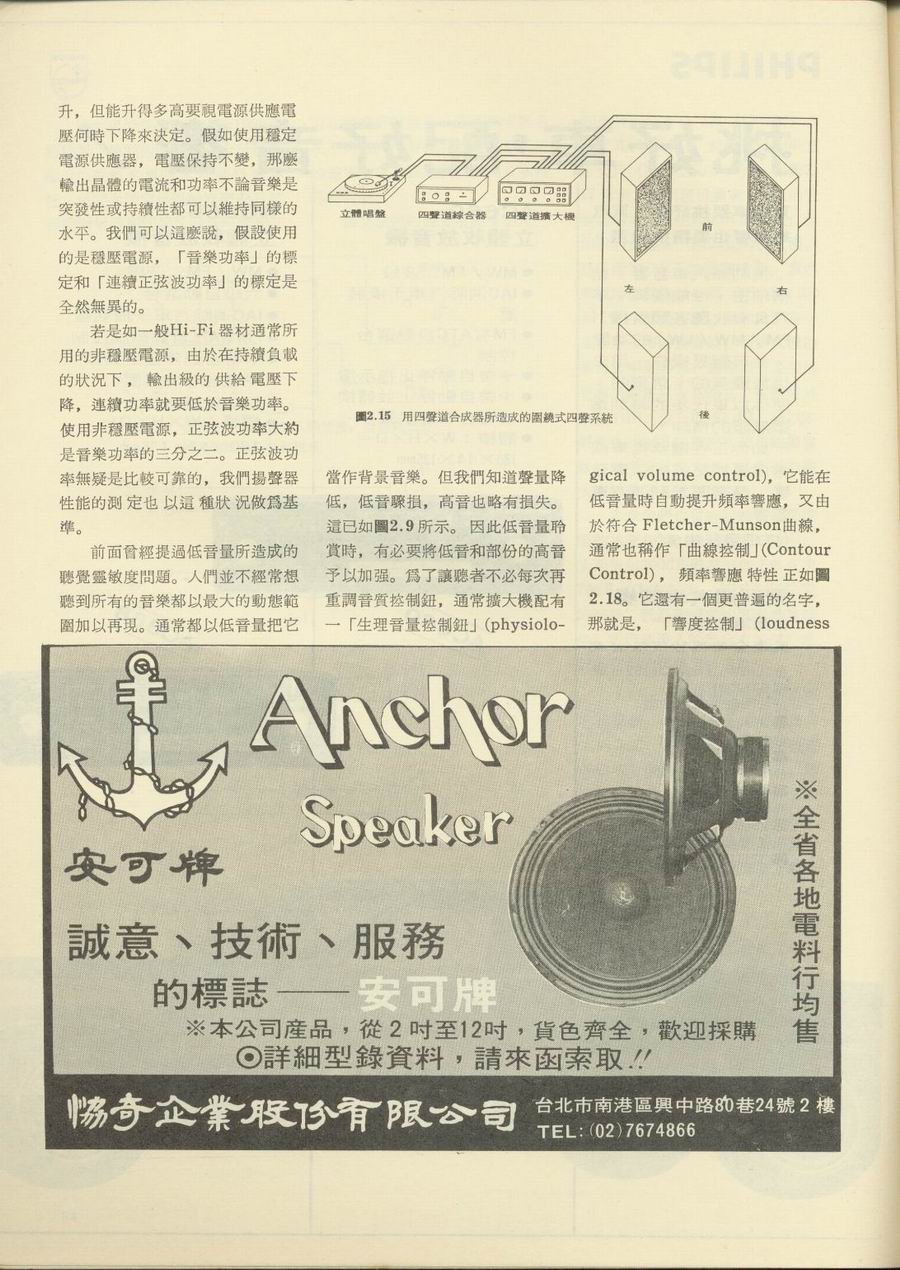 升，但能升得多高要視電源供應電
壓何時下降來決定。假如使用穩定
電源供應器，電壓保持不變，那麽
輸出晶體的電流和功率不論音樂是
突發性或持續性都可以維持同樣的
水平。我們可以這麽說，假設使用
的是穩壓電源，「音樂功率」的標
定和「連續正弦波功率」的標定是
全然無異的。
若是如一般Hi-Fi 器材通常所
用的非穩壓電源，由於在持續負載
的狀況下，輸出級的供給電壓下
降，連續功率就要低於音樂功率。
使用非穩壓電源，正弦波功率大約
是音樂功率的三分之二。正弦波功
率無疑是比較可靠的，我們揚聲器
性能的測定也以這種狀況做爲基
準。
前面曾經提過低音量所造成的
聽覺靈敏度問題。人們並不經常想
聽到所有的音樂都以最大的動態範
圍加以再現。通常都以低音量把它
立體唱盤
四聲道綜合器
四聲道擴大機
前
左
右
後
圖2.15 用四聲道合成器所造成的圍繞式四聲系統
當作背景音樂。但我們知道聲量降
低，低音驟損，高音也略有損失。
這已如圖2.9 所示。因此低音量聆
賞時，有必要將低音和部份的高音
予以加强。爲了讓聽者不必每次再
重調音質控制鈕，通常擴大機配有
一「生理音量控制鈕」(physiolo-
gical volume control)，它能在
低音量時自動提升頻率響應，又由
於符合 Fletcher-Munson曲線，
通常也稱作「曲線控制」(Contour
Control)，頻率響應特性正如圖
2.18。它還有一個更普遍的名字，
那就是，「響度控制」(loudness
Anchor
Speaker
安可牌
誠意、技術、服務
的標誌——安可牌
※本公司産品，從2吋至12吋，貨色齊全，歡迎採購
⊙詳細型錄資料，請來函索取!!
※全省各地電料行均售
協奇企業股份有限公司
台北市南港區興中路80巷24號2樓
TEL:(02)7674866